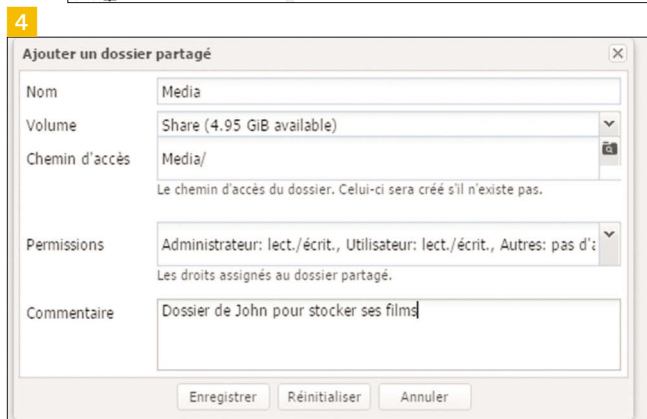 4
Ajouter un dossier partagé
Nom Media
Volume Share (4.95 GiB available)
Chemin d'accès Media/
Le chemin d'accès du dossier. Celui-ci sera créé s'il n'existe pas.
Permissions Administrateur: lect./écrit., Utilisateur: lect./écrit., Autres: pas d'a
Les droits assignés au dossier partagé.
Commentaire Dossier de John pour stocker ses films
Enregistrer Réinitialiser Annuler